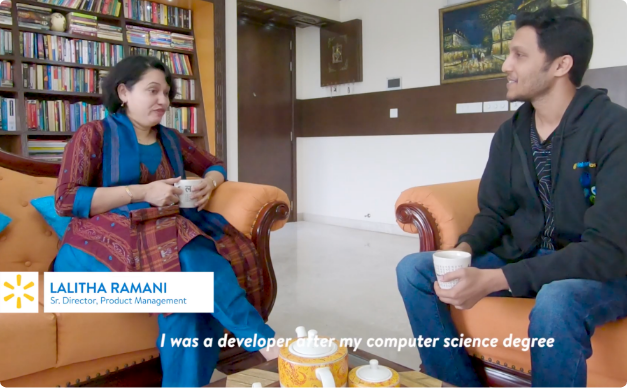 LALITHA RAMANI
Sr. Director, Product Management
I was a developer after my computer science degree